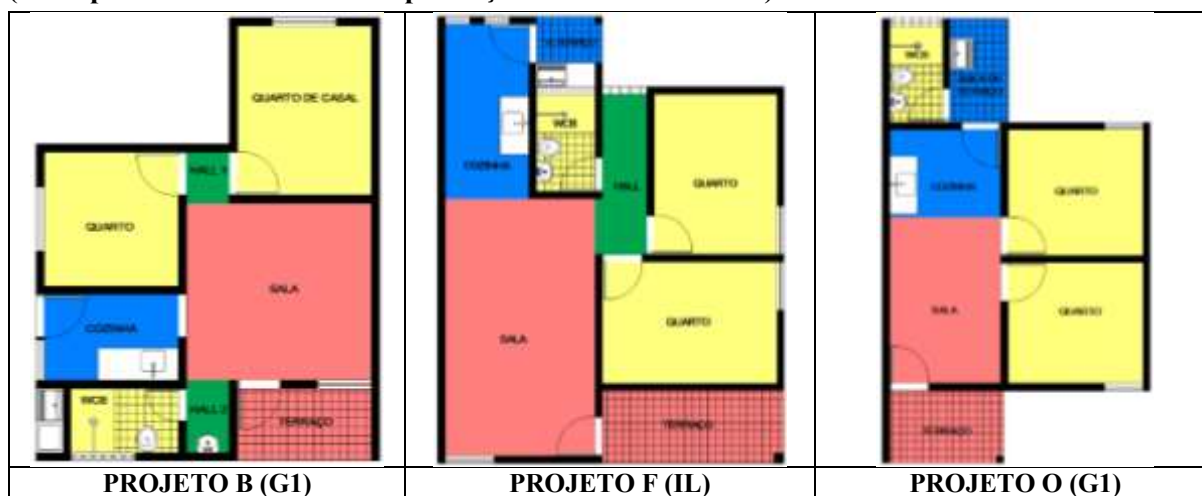 QUARTO DE CASAL
HALL 1
QUARTO
SALA
COZINHA
WCB
HALL 2
TERRAÇO
PROJETO B (G1)
WCB
COZINHA
HALL
QUARTO
QUARTO
SALA
TERRAÇO
PROJETO F (IL)
WCB
COZINHA
QUARTO
SALA
QUARTO
TERRAÇO
PROJETO O (G1)